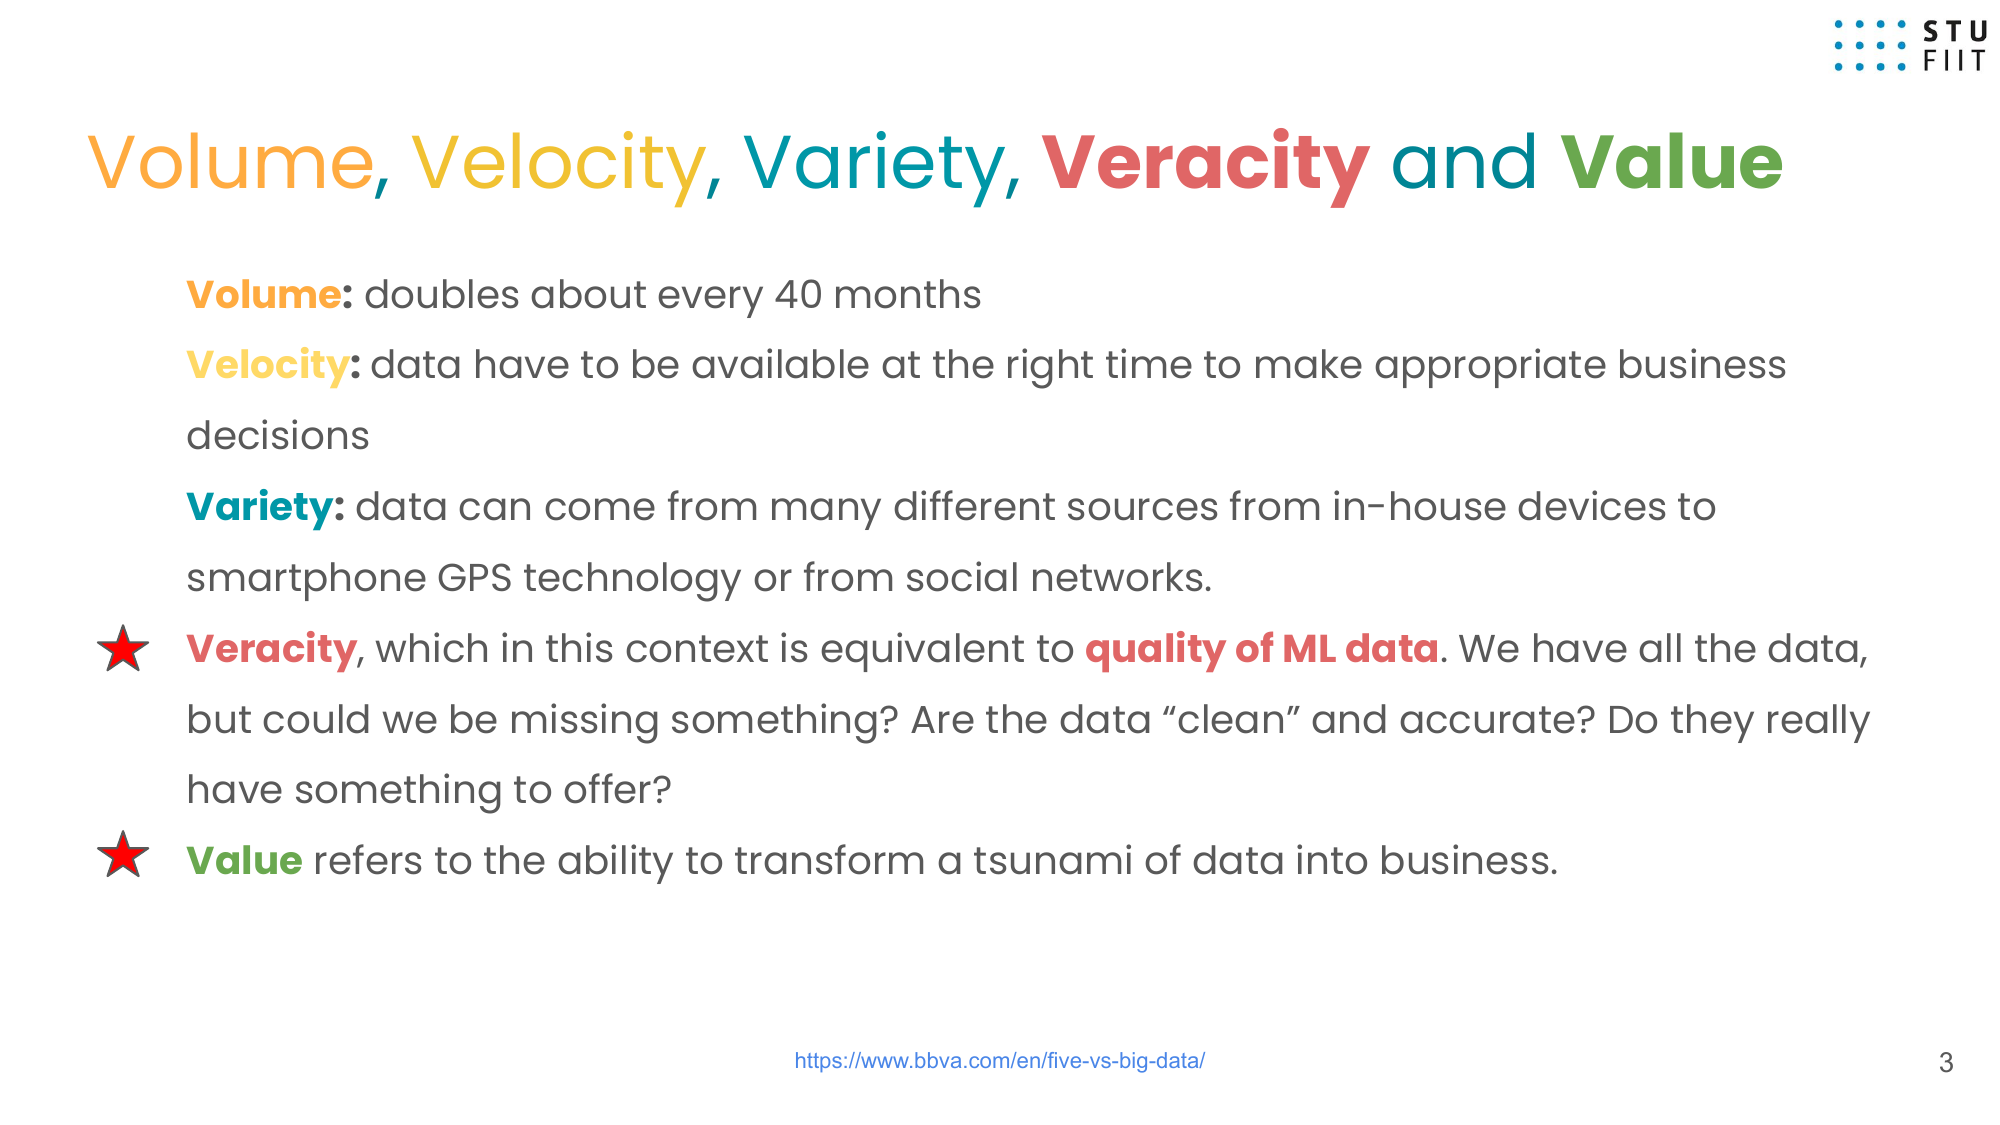 STU
FIIT
Volume, Velocity, Variety, Veracity and Value
Volume: doubles about every 40 months
Velocity: data have to be available at the right time to make appropriate business
decisions
Variety: data can come from many different sources from in-house devices to
smartphone GPS technology or from social networks.
Veracity, which in this context is equivalent to quality of ML data. We have all the data,
but could we be missing something? Are the data “clean” and accurate? Do they really
have something to offer?
Value refers to the ability to transform a tsunami of data into business.
https://www.bbva.com/en/five-vs-big-data/
3